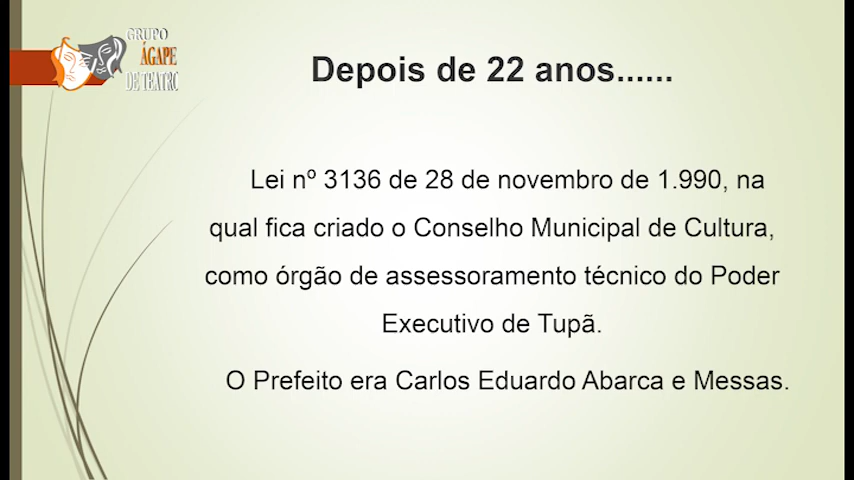 GRUPO
ÁGAPE
DE TEATRO
Depois de 22 anos......
Lei nº 3136 de 28 de novembro de 1.990, na
qual fica criado o Conselho Municipal de Cultura,
como órgão de assessoramento técnico do Poder
Executivo de Tupã.
O Prefeito era Carlos Eduardo Abarca e Messas.